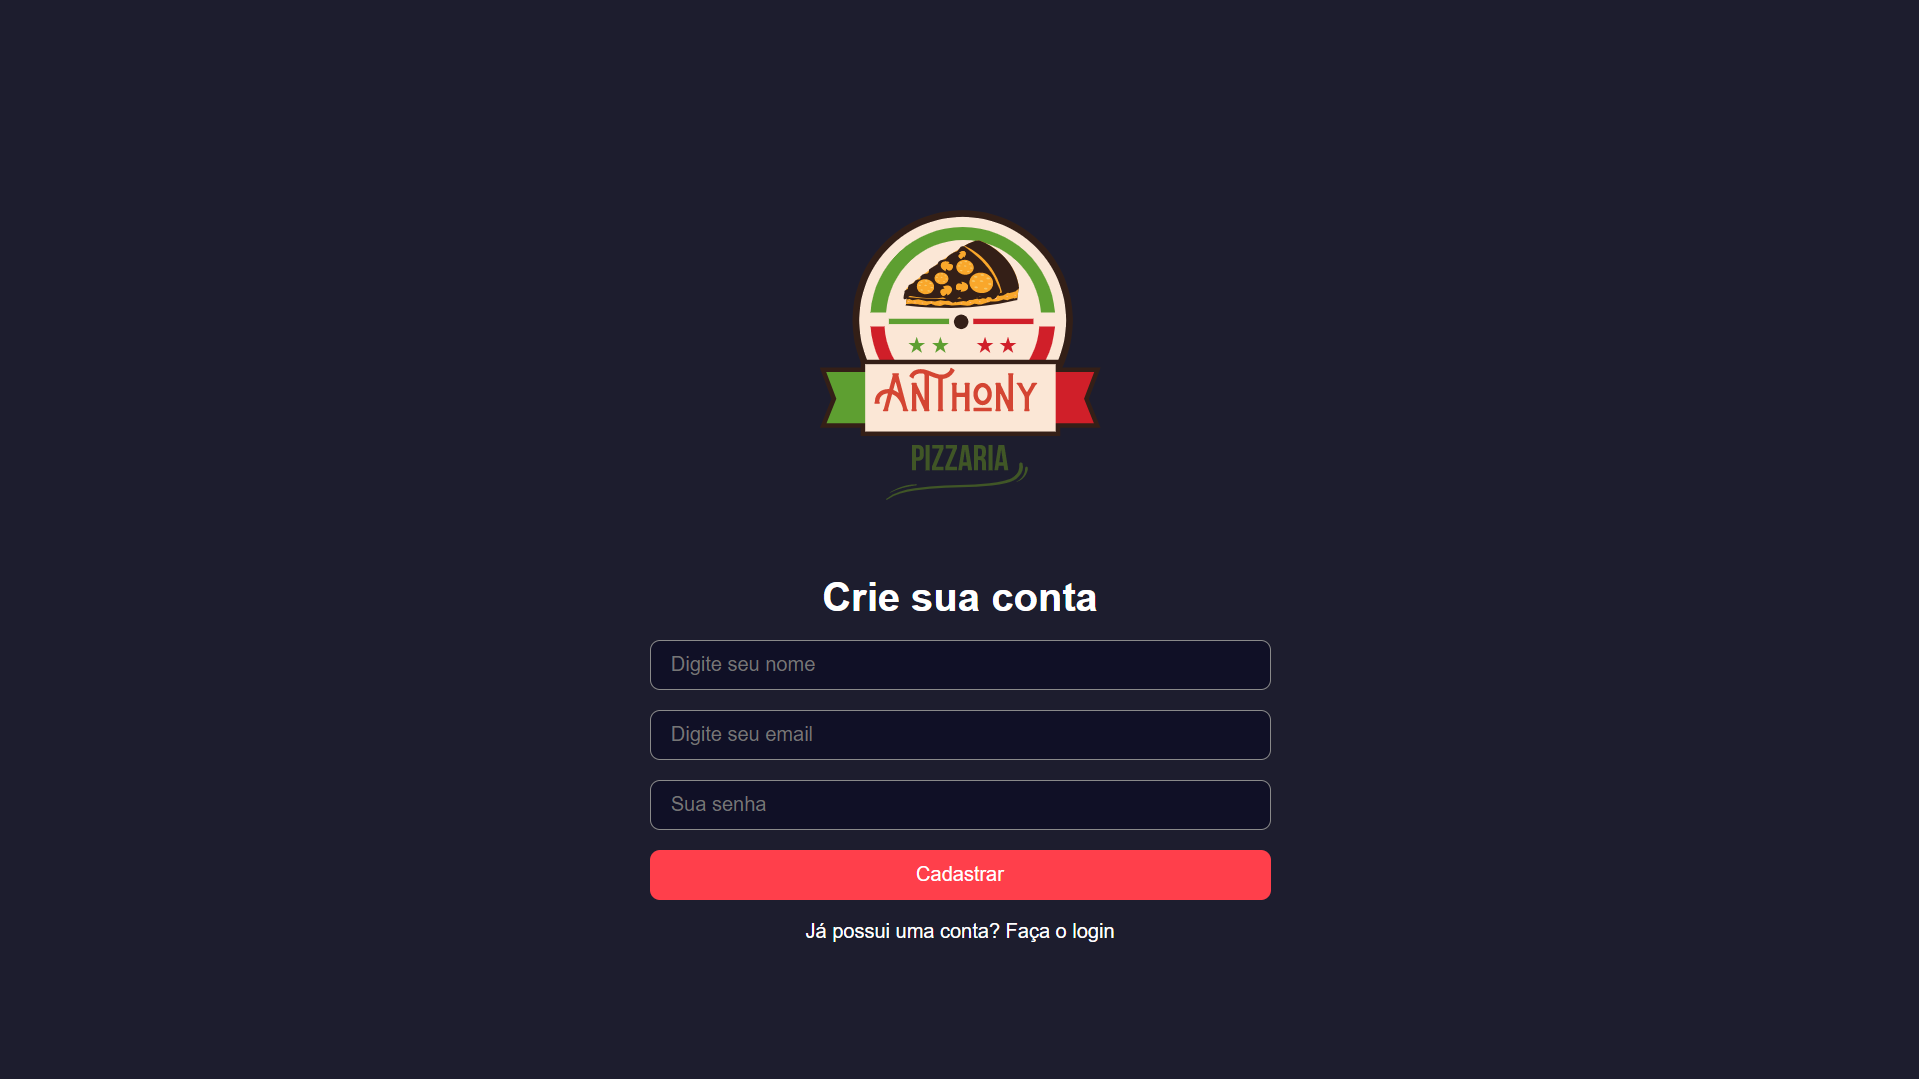 ANTHONY
PIZZARIA
Crie sua conta
Digite seu nome
Digite seu email
Sua senha
Cadastrar
Já possui uma conta? Faça o login